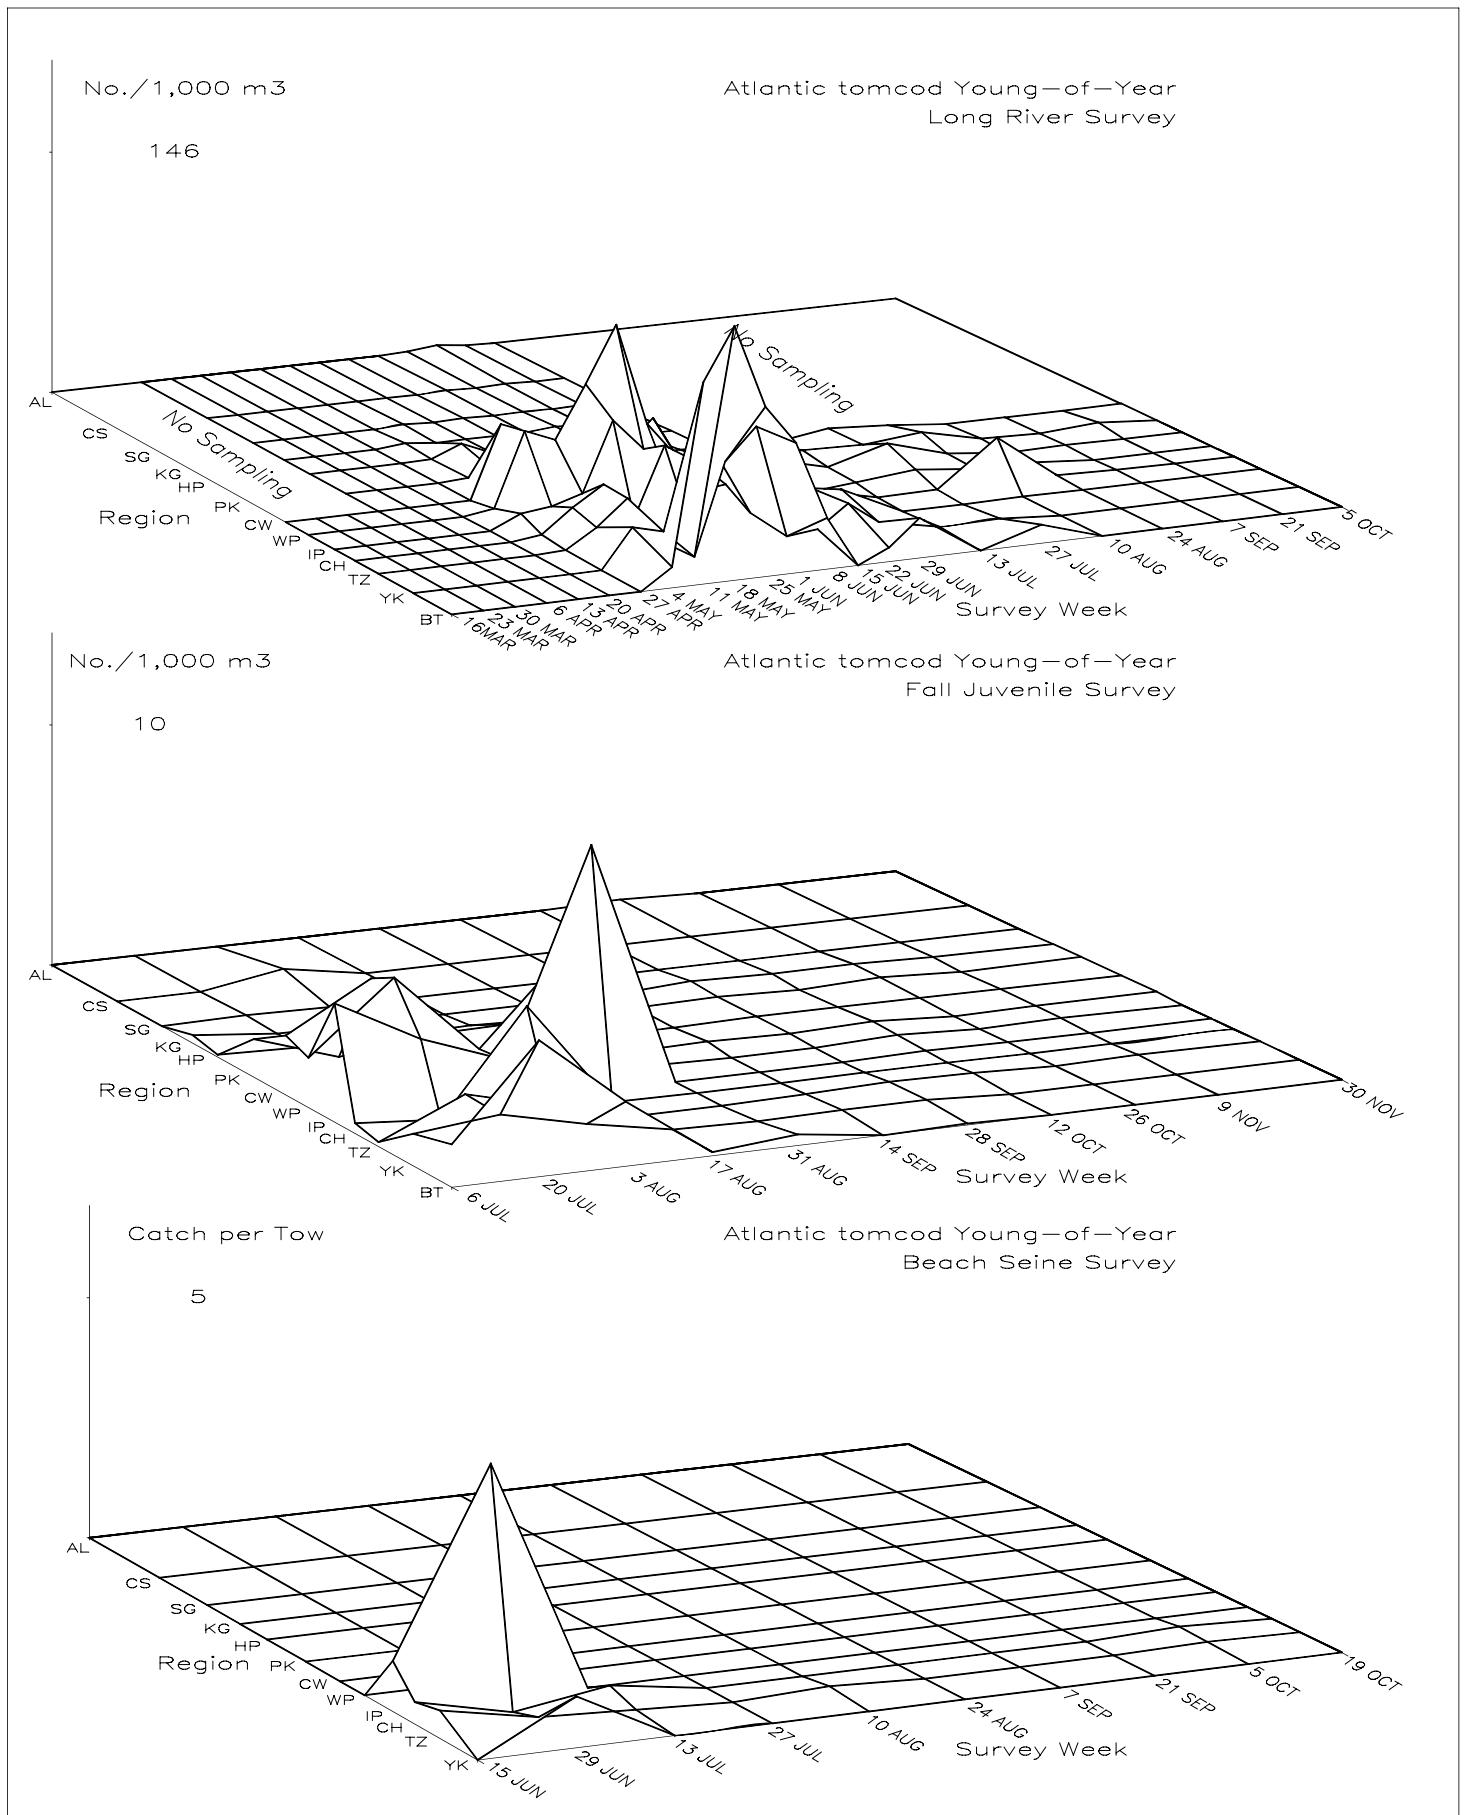 No./1,000 m3
Atlantic tomcod Young-of-Year
Long River Survey
146
No Sampling
No Sampling
AL
CS
SG
KG
HP
PK
CW
WP
IP
CH
TZ
YK
BT
Region
16MAR
23 MAR
30 MAR
6 APR
13 APR
20 APR
27 APR
4 MAY
11 MAY
18 MAY
25 MAY
1 JUN
8 JUN
15 JUN
22 JUN
29 JUN
13 JUL
27 JUL
10 AUG
24 AUG
7 SEP
21 SEP
5 OCT
Survey Week
No./1,000 m3
Atlantic tomcod Young-of-Year
Fall Juvenile Survey
10
AL
CS
SG
KG
HP
PK
CW
WP
IP
CH
TZ
YK
BT
Region
6 JUL
20 JUL
3 AUG
17 AUG
31 AUG
14 SEP
28 SEP
12 OCT
26 OCT
9 NOV
30 NOV
Survey Week
Catch per Tow
Atlantic tomcod Young-of-Year
Beach Seine Survey
5
AL
CS
SG
KG
HP
PK
CW
WP
IP
CH
TZ
YK
Region
15 JUN
29 JUN
13 JUL
27 JUL
10 AUG
24 AUG
7 SEP
21 SEP
5 OCT
19 OCT
Survey Week